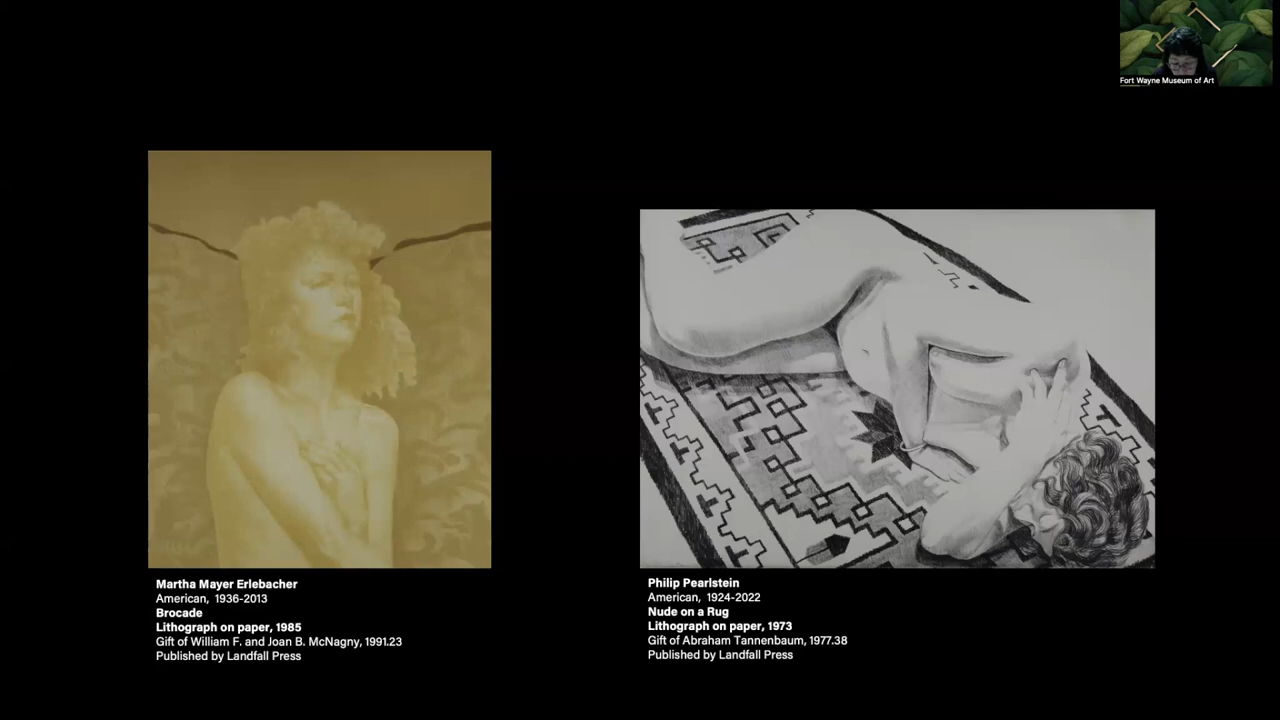 Fort Wayne Museum of Art
Martha Mayer Erlebacher
American, 1936-2013
Brocade
Lithograph on paper, 1985
Gift of William F. and Joan B. McNagny, 1991.23
Published by Landfall Press
Philip Pearlstein
American, 1924-2022
Nude on a Rug
Lithograph on paper, 1973
Gift of Abraham Tannenbaum, 1977.38
Published by Landfall Press